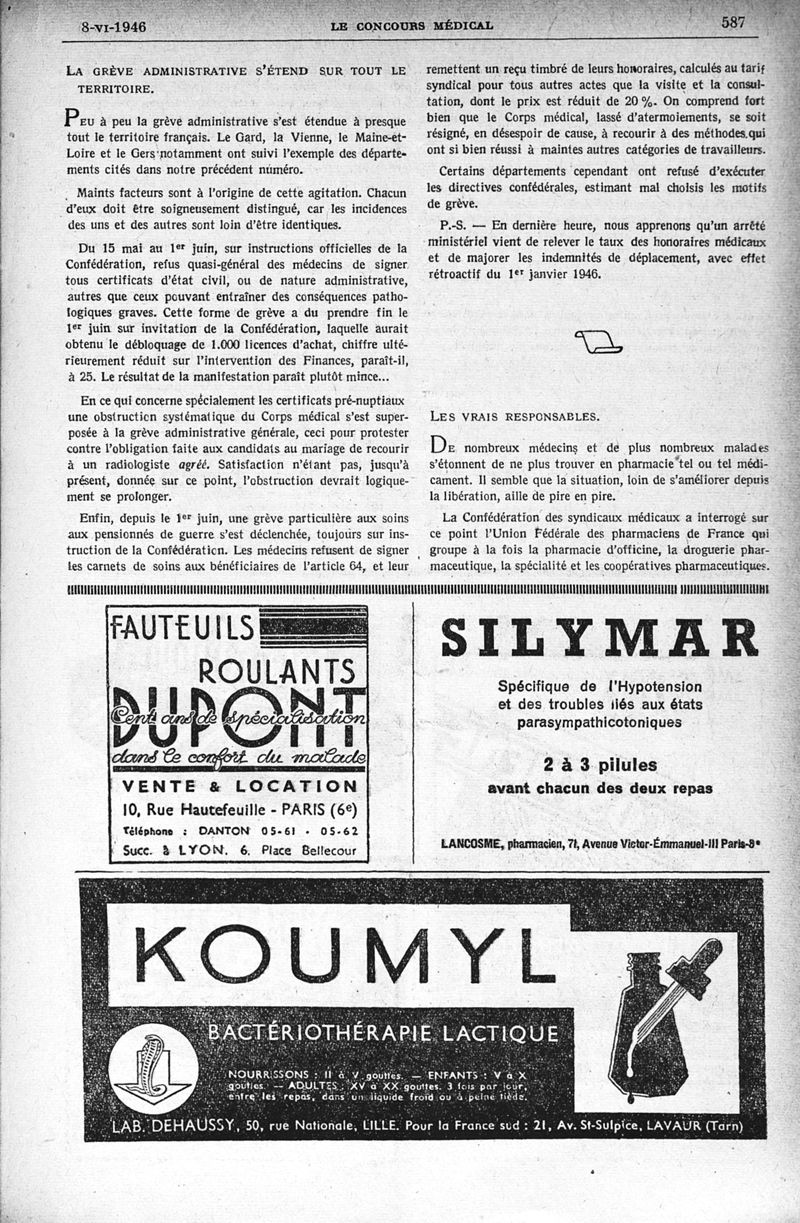 8-VI-1946
LE CONCOURS MÉDICAL
587
LA GRÈVE ADMINISTRATIVE S'ÉTEND SUR TOUT LE
TERRITOIRE.
PEU à peu la grève administrative s'est étendue à presque
tout le territoire français. Le Gard, la Vienne, le Maine-et-
Loire et le Gers notamment ont suivi l'exemple des départe-
ments cités dans notre précédent numéro.
Maints facteurs sont à l'origine de cette agitation. Chacun
d'eux doit être soigneusement distingué, car les incidences
des uns et des autres sont loin d'être identiques.
Du 15 mai au 1er juin, sur instructions officielles de la
Confédération, refus quasi-général des médecins de signer
tous certificats d'état civil, ou de nature administrative,
autres que ceux pouvant entraîner des conséquences patho-
logiques graves. Cette forme de grève a du prendre fin le
1er juin sur invitation de la Confédération, laquelle aurait
obtenu le débloquage de 1.000 licences d'achat, chiffre ulté-
rieurement réduit sur l'intervention des Finances, paraît-il,
à 25. Le résultat de la manifestation paraît plutôt mince...
En ce qui concerne spécialement les certificats pré-nuptiaux
une obstruction systématique du Corps médical s'est super-
posée à la grève administrative générale, ceci pour protester
contre l'obligation faite aux candidats au mariage de recourir
à un radiologiste agréé. Satisfaction n'étant pas, jusqu'à
présent, donnée sur ce point, l'obstruction devrait logique-
ment se prolonger.
Enfin, depuis le 1er juin, une grève particulière aux soins
aux pensionnés de guerre s'est déclenchée, toujours sur ins-
truction de la Confédération. Les médecins refusent de signer
les carnets de soins aux bénéficiaires de l'article 64, et leur
remettent un reçu timbré de leurs honoraires, calculés au tarif
syndical pour tous autres actes que la visite et la consul-
tation, dont le prix est réduit de 20 %. On comprend fort
bien que le Corps médical, lassé d'atermoiements, se soit
résigné, en désespoir de cause, à recourir à des méthodes qui
ont si bien réussi à maintes autres catégories de travailleurs.
Certains départements cependant ont refusé d'exécuter
les directives confédérales, estimant mal choisis les motifs
de grève.
P.-S. — En dernière heure, nous apprenons qu'un arrêté
ministériel vient de relever le taux des honoraires médicaux
et de majorer les indemnités de déplacement, avec effet
rétroactif du 1er janvier 1946.
LES VRAIS RESPONSABLES.
DE nombreux médecins et de plus nombreux malades
s'étonnent de ne plus trouver en pharmacie tel ou tel médi-
cament. Il semble que la situation, loin de s'améliorer depuis
la libération, aille de pire en pire.
La Confédération des syndicaux médicaux a interrogé sur
ce point l'Union Fédérale des pharmaciens de France qui
groupe à la fois la pharmacie d'officine, la droguerie phar-
maceutique, la spécialité et les coopératives pharmaceutiques.
FAUTEUILS
ROULANTS
DUPONT
Cent ans de spécialisation
dans le confort du malade
VENTE & LOCATION
10, Rue Hautefeuille - PARIS (6e)
Téléphone : DANTON 05-61 - 05-62
Succ. à LYON. 6, Place Bellecour
SILYMAR
Spécifique de l'Hypotension
et des troubles liés aux états
parasympathicotoniques
2 à 3 pilules
avant chacun des deux repas
LANCOSME, pharmacien, 71, Avenue Victor-Émmanuel-III Paris-8e
KOUMYL
BACTÉRIOTHÉRAPIE LACTIQUE
NOURRISSONS : II à V gouttes. — ENFANTS : V à X
gouttes. — ADULTES : XV à XX gouttes. 3 fois par jour,
entre les repas, dans un liquide froid ou à peine tiède.
LAB. DEHAUSSY, 50, rue Nationale, LILLE. Pour la France sud : 21, Av. St-Sulpice, LAVAUR (Tarn)